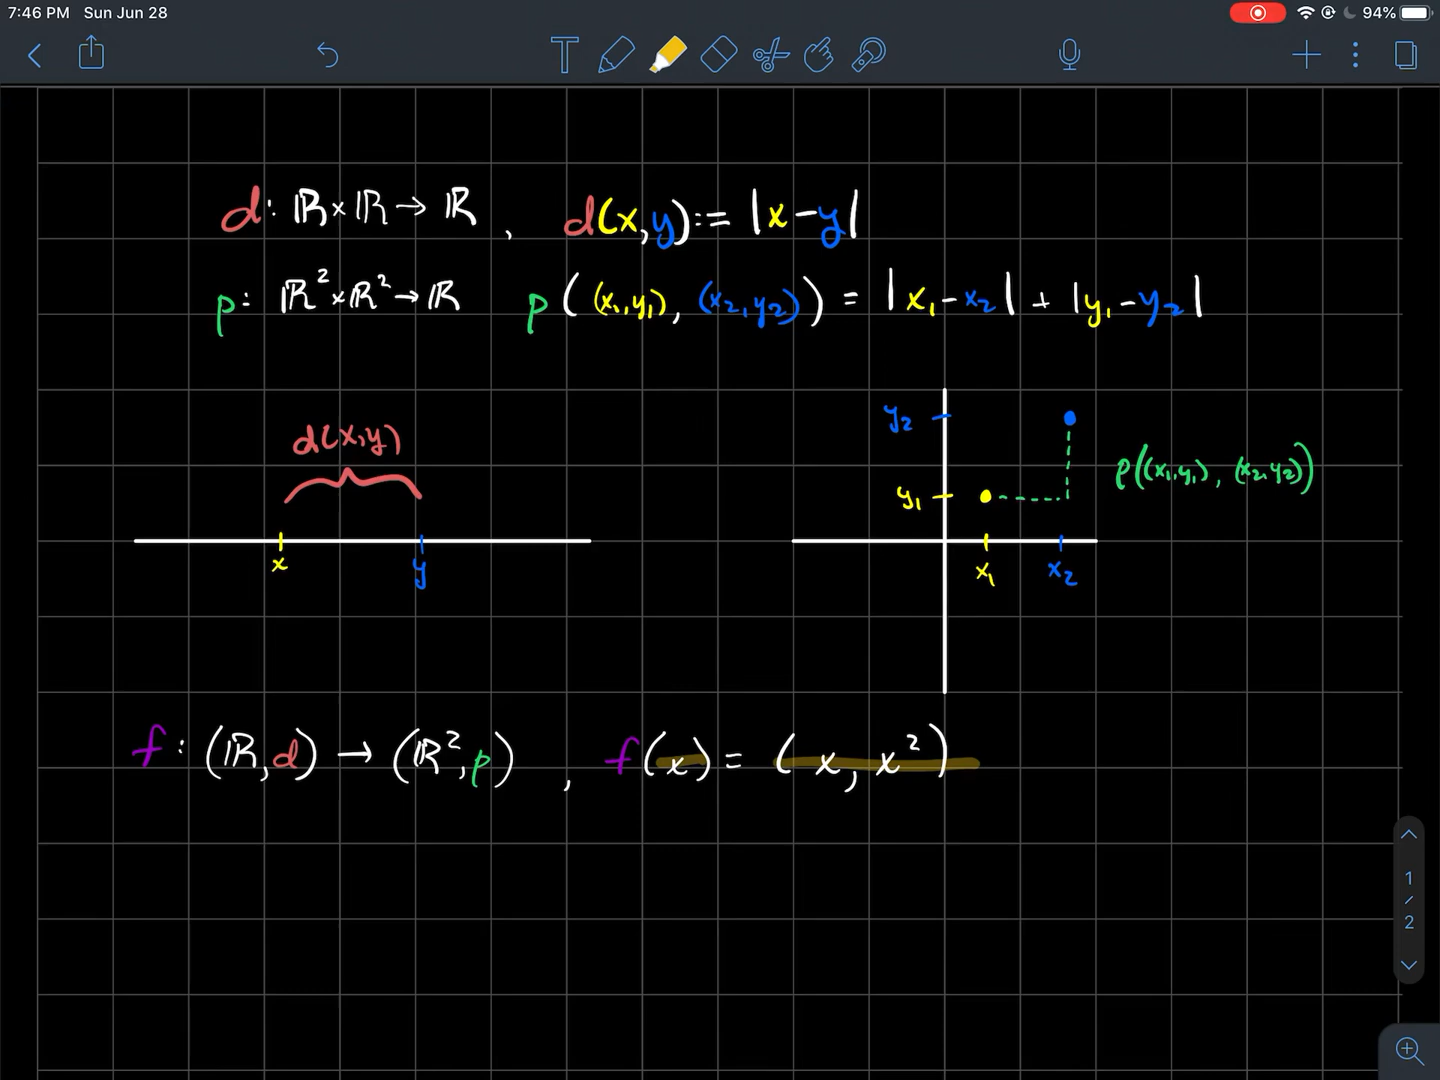 7:46 PM Sun Jun 28 94%
d: ℝ×ℝ→ℝ, d(x,y):= |x-y|
p: ℝ²×ℝ²→ℝ p((x₁,y₁), (x₂,y₂)) = |x₁-x₂| + |y₁-y₂|
d(x,y)
x
y
y₂
y₁
x₁
x₂
p((x₁,y₁), (x₂,y₂))
f: (ℝ,d) → (ℝ²,p), f(x) = (x, x²)
1
/
2